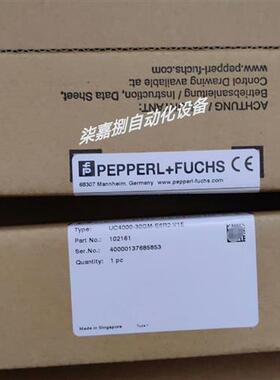 ACHTUNG / IMPORTANT:
Betriebsanleitung / Instruction,
Control Drawing, Data Sheet,
available at:
www.pepperl-fuchs.com
柒嘉捌自动化设备
PEPPERL+FUCHS CE
68307 Mannheim, Germany www.pepperl-fuchs.com
Type: UC4000-30GM-E6R2-V15
Part No.: 102161
Ser.No.: 40000137685853
Quantity: 1 pc
Made in Singapore